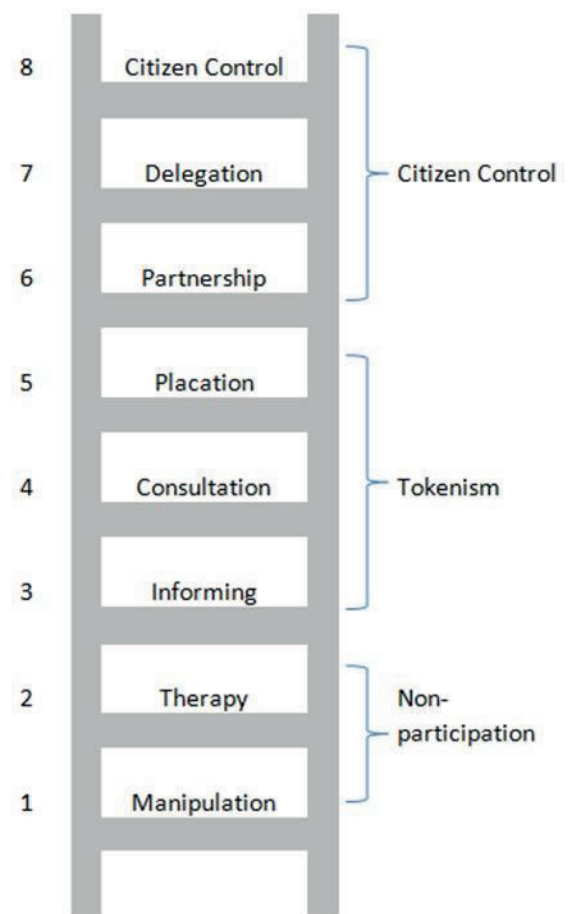 8 Citizen Control
7 Delegation Citizen Control
6 Partnership
5 Placation
4 Consultation Tokenism
3 Informing
2 Therapy Non-
participation
1 Manipulation